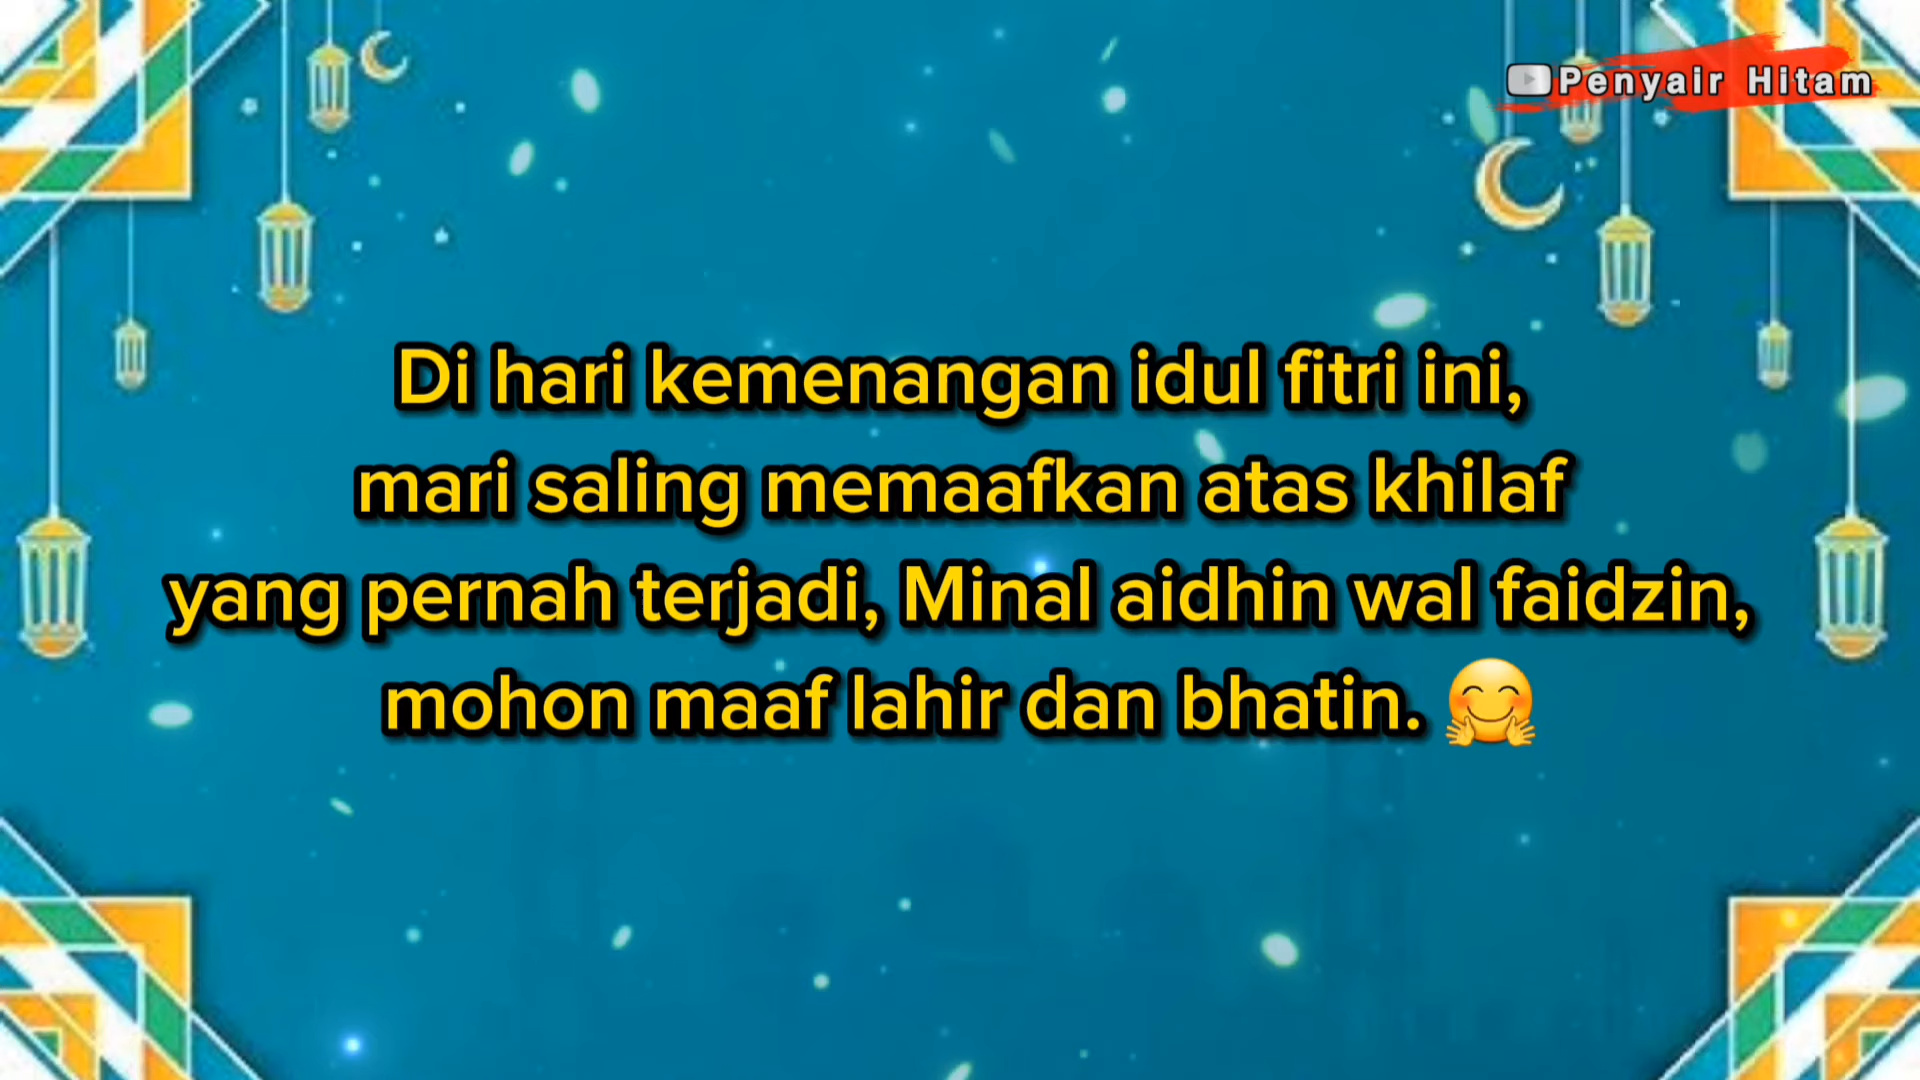 Penyair Hitam
Di hari kemenangan idul fitri ini,
mari saling memaafkan atas khilaf
yang pernah terjadi, Minal aidhin wal faidzin,
mohon maaf lahir dan bhatin. 🤗